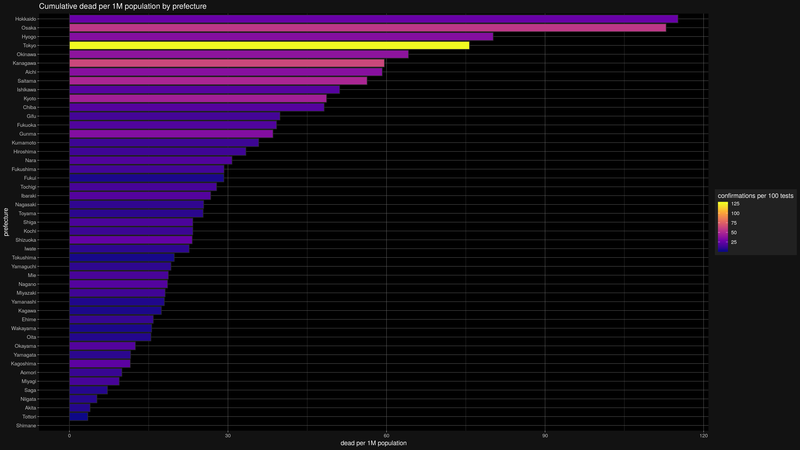 Cumulative dead per 1M population by prefecture
Hokkaido
Osaka
Hyogo
Tokyo
Okinawa
Kanagawa
Aichi
Saitama
Ishikawa
Kyoto
Chiba
Gifu
Fukuoka
Gunma
Kumamoto
Hiroshima
Nara
Fukushima
Fukui
Tochigi
Ibaraki
Nagasaki
Toyama
Shiga
Kochi
Shizuoka
Iwate
Tokushima
Yamaguchi
Mie
Nagano
Miyazaki
Yamanashi
Kagawa
Ehime
Wakayama
Oita
Okayama
Yamagata
Kagoshima
Aomori
Miyagi
Saga
Niigata
Akita
Tottori
Shimane
prefecture
0 30 60 90 120
dead per 1M population
confirmations per 100 tests
125
100
75
50
25